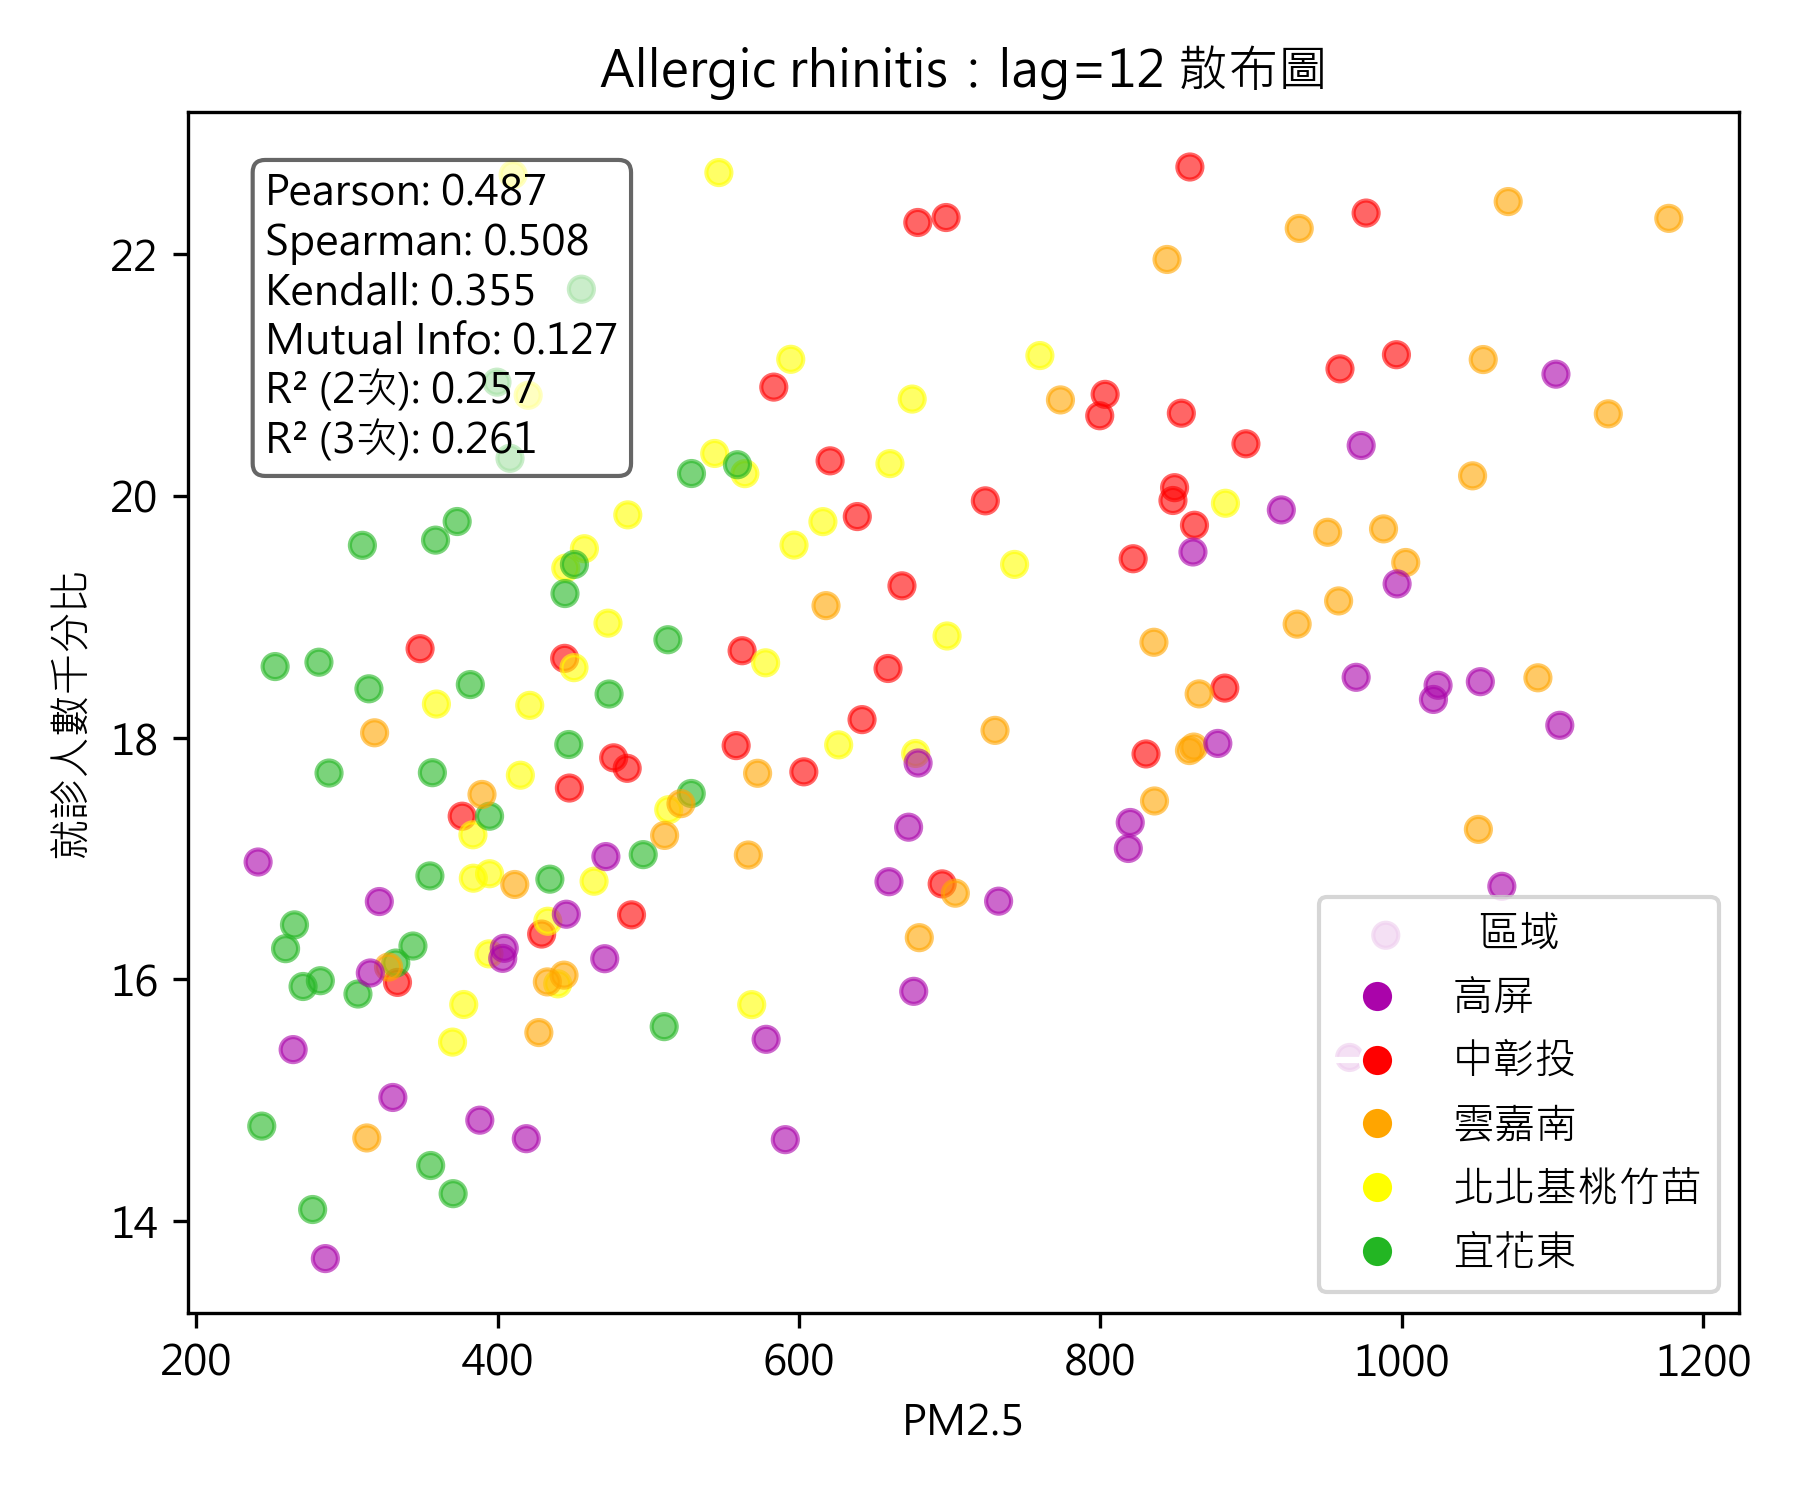 Allergic rhinitis：lag=12 散布圖
Pearson: 0.487
Spearman: 0.508
Kendall: 0.355
Mutual Info: 0.127
R² (2次): 0.257
R² (3次): 0.261
就診人數千分比
22
20
18
16
14
區域
高屏
中彰投
雲嘉南
北北基桃竹苗
宜花東
200 400 600 800 1000 1200
PM2.5